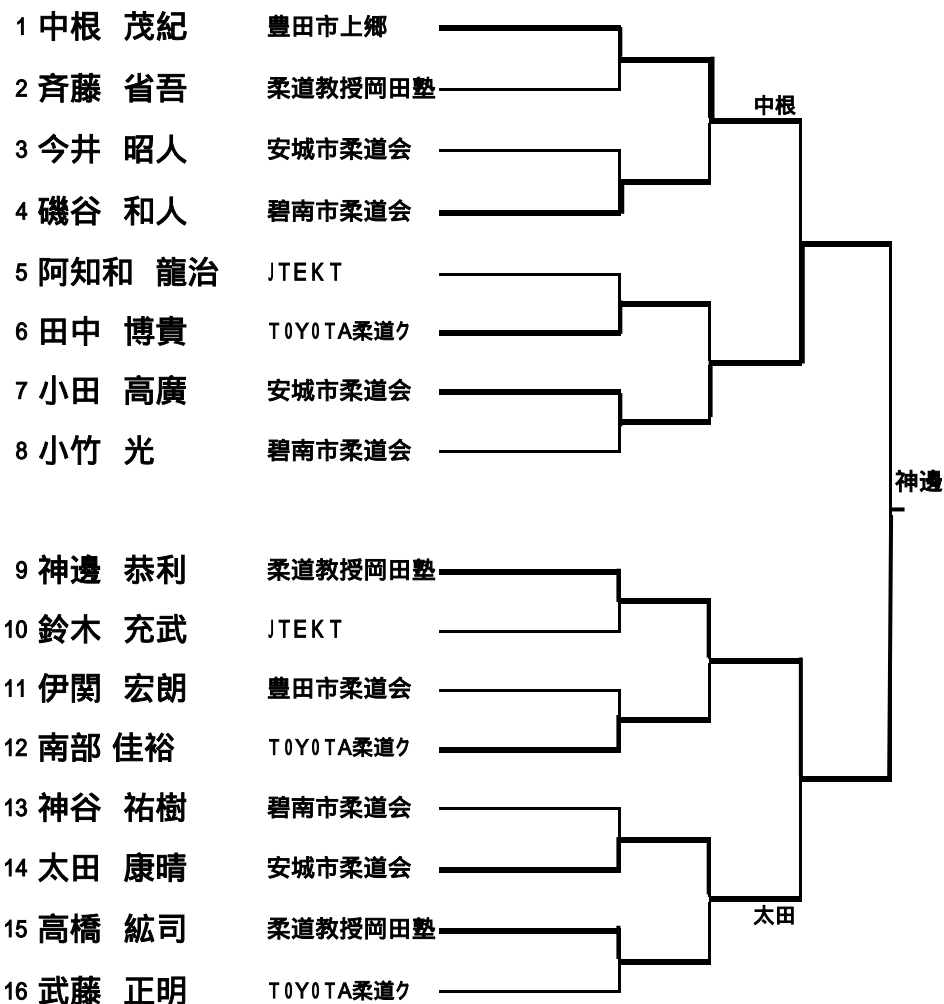 1 中根 茂紀 豊田市上郷
2 斉藤 省吾 柔道教授岡田塾
中根
3 今井 昭人 安城市柔道会
4 磯谷 和人 碧南市柔道会
5 阿知和 龍治 JTEKT
6 田中 博貴 T0Y0TA柔道ク
7 小田 高廣 安城市柔道会
8 小竹 光 碧南市柔道会
神邊
9 神邊 恭利 柔道教授岡田塾
10 鈴木 充武 JTEKT
11 伊関 宏朗 豊田市柔道会
12 南部 佳裕 T0Y0TA柔道ク
13 神谷 祐樹 碧南市柔道会
14 太田 康晴 安城市柔道会
太田
15 高橋 紘司 柔道教授岡田塾
16 武藤 正明 T0Y0TA柔道ク